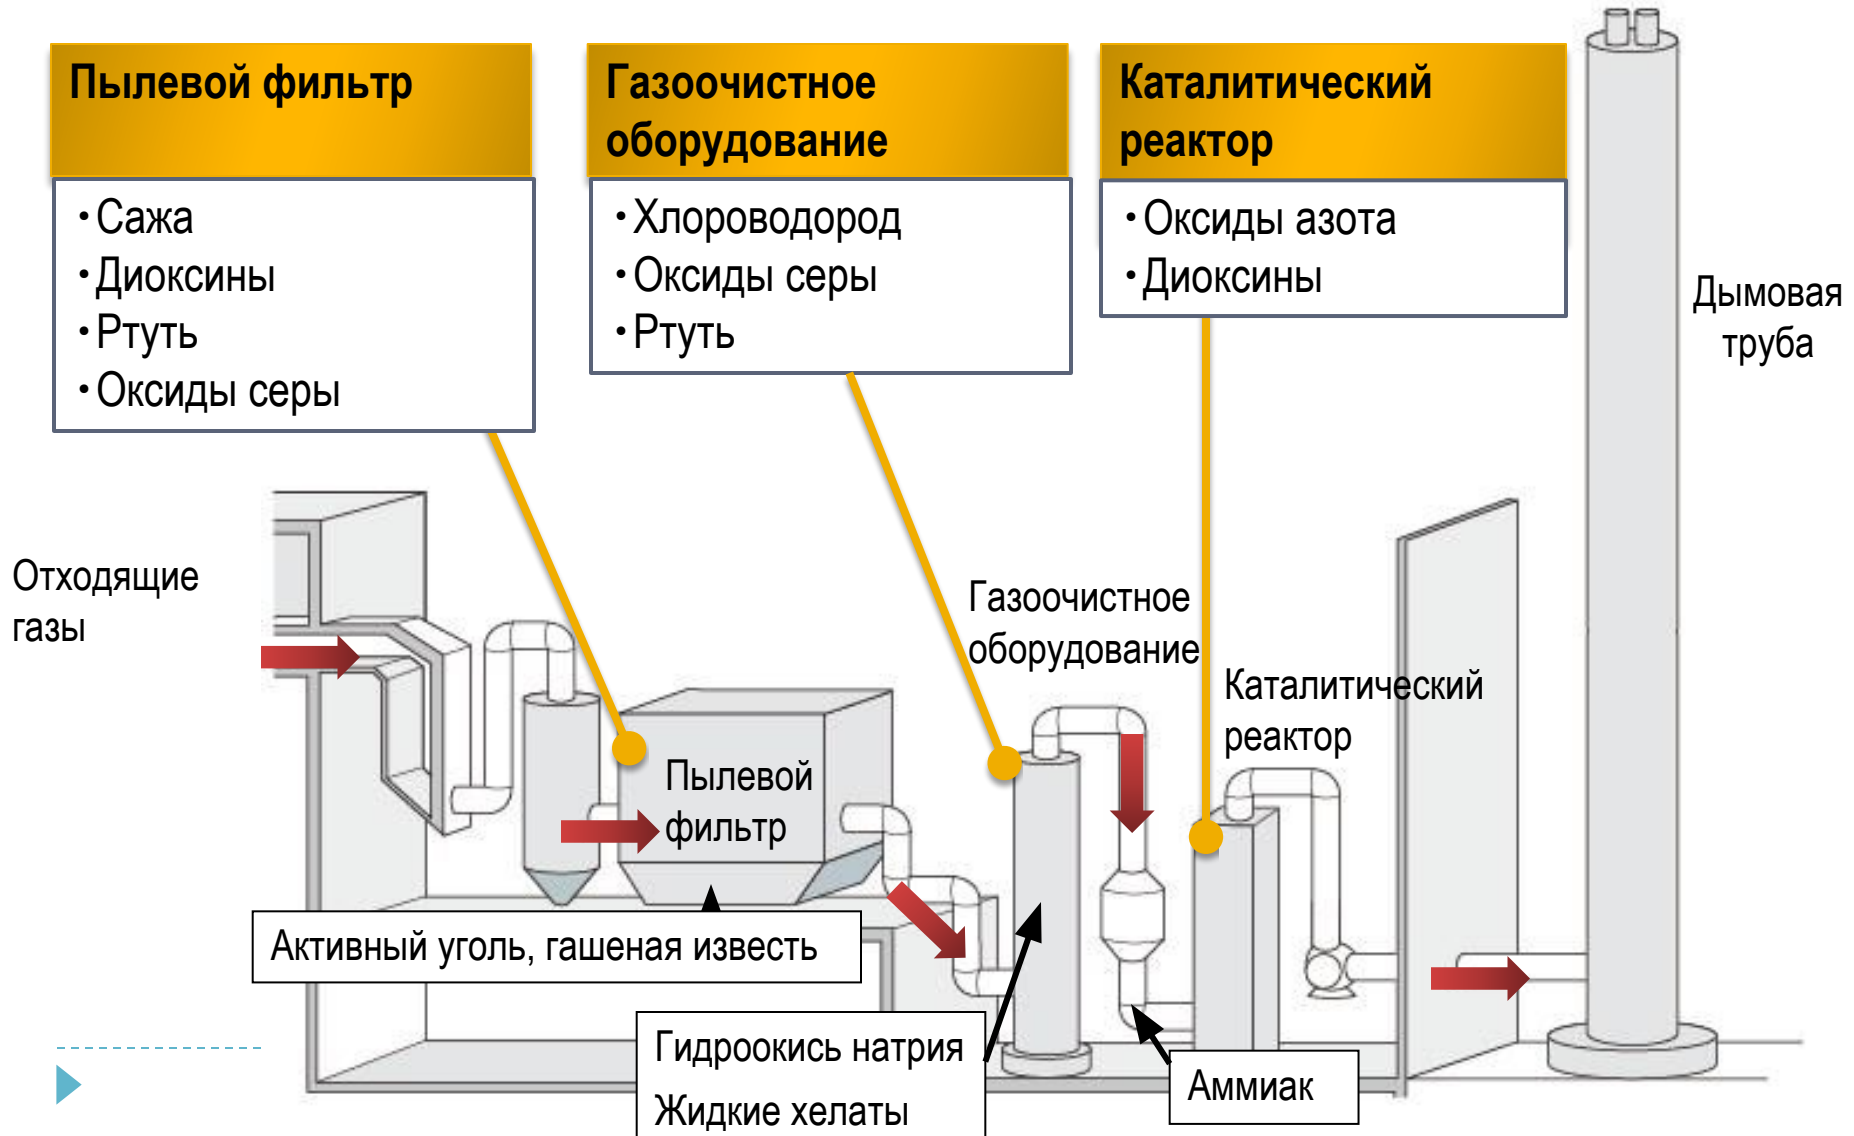 Пылевой фильтр
・Сажа
・Диоксины
・Ртуть
・Оксиды серы
Газоочистное
оборудование
・Хлороводород
・Оксиды серы
・Ртуть
Каталитический
реактор
・Оксиды азота
・Диоксины
Дымовая
труба
Отходящие
газы
Газоочистное
оборудование
Каталитический
реактор
Пылевой
фильтр
Активный уголь, гашеная известь
Гидроокись натрия
Жидкие хелаты
Аммиак